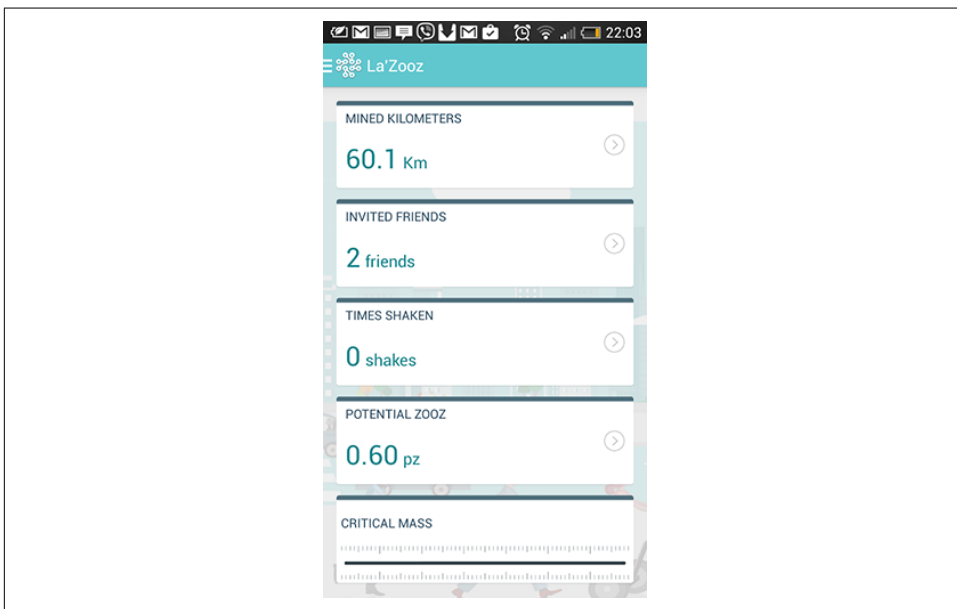 22:03
La'Zooz
MINED KILOMETERS
60.1 Km
INVITED FRIENDS
2 friends
TIMES SHAKEN
0 shakes
POTENTIAL ZOOZ
0.60 pz
CRITICAL MASS